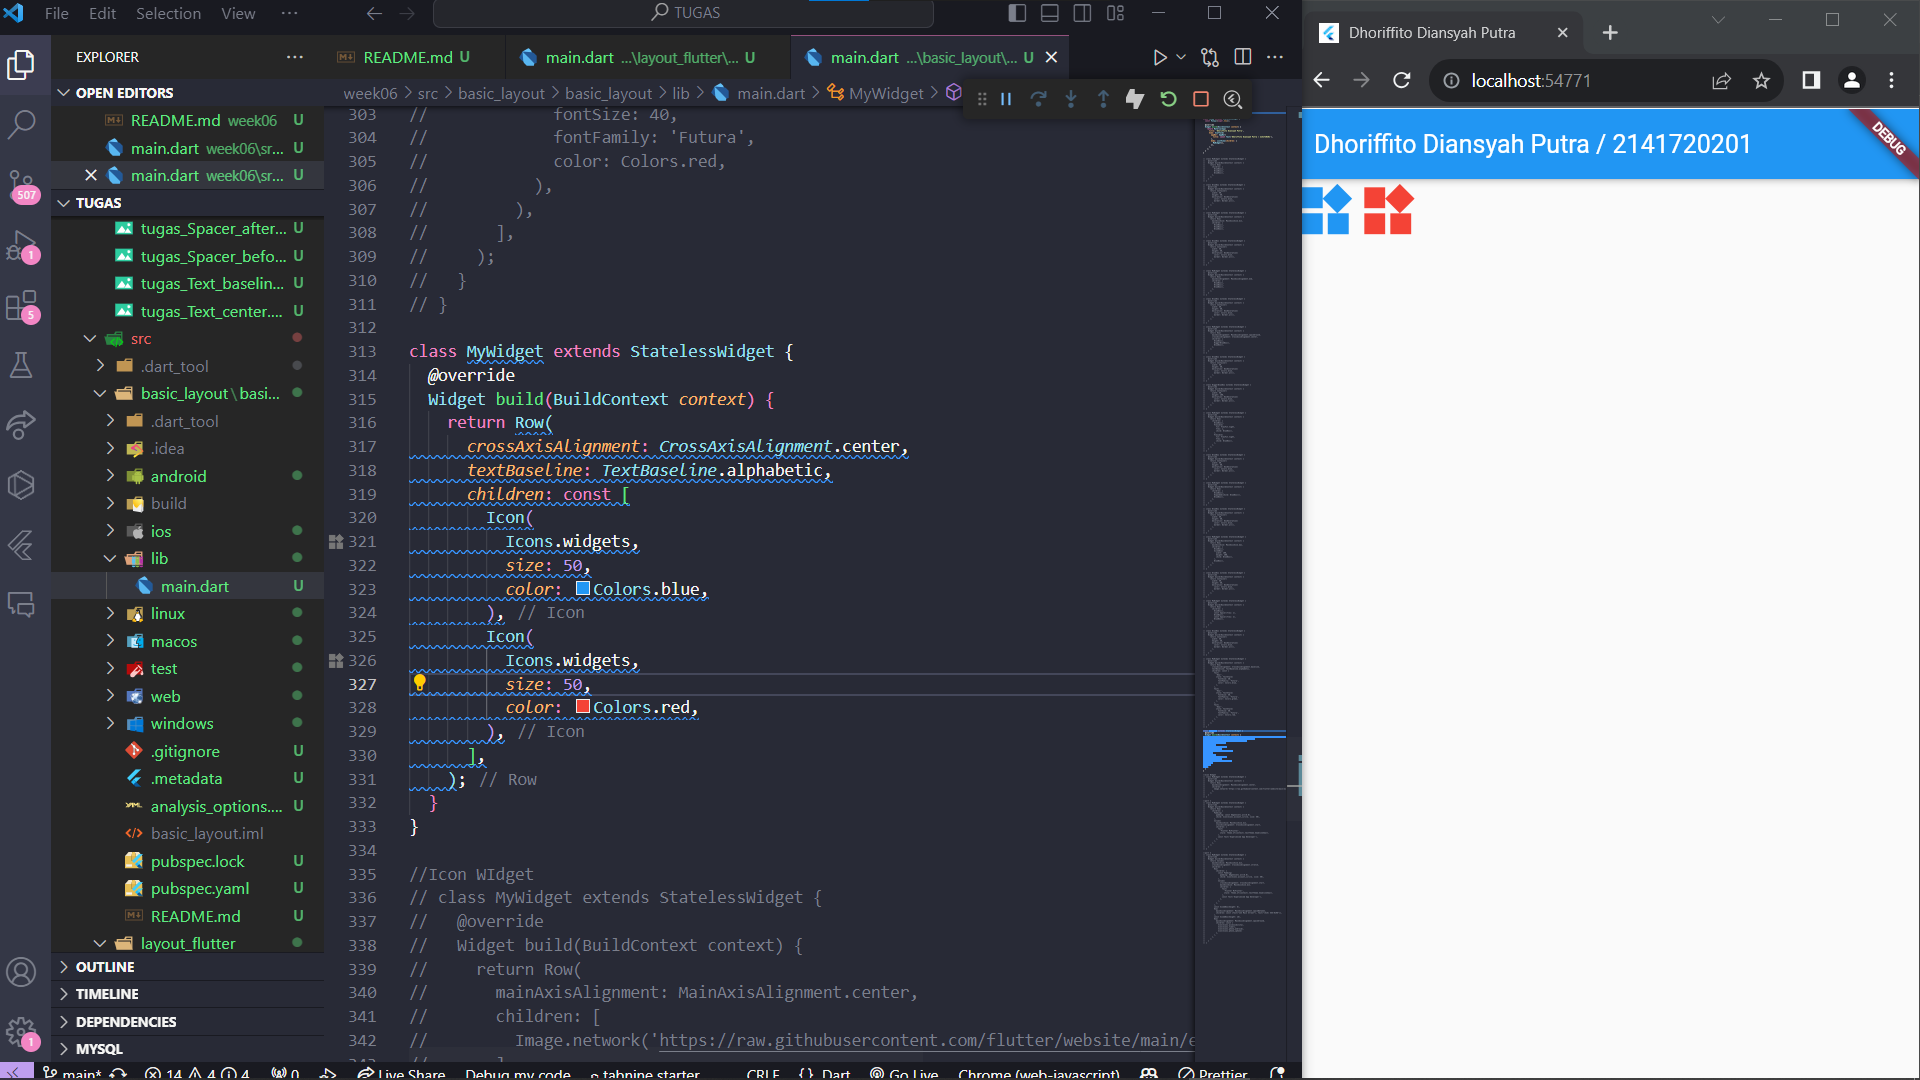 File Edit Selection View ··· TUGAS
EXPLORER
OPEN EDITORS
README.md week06 U
main.dart week06\sr... U
main.dart week06\sr... U
TUGAS
tugas_Spacer_after... U
tugas_Spacer_befo... U
tugas_Text_baselin... U
tugas_Text_center.... U
src
.dart_tool
basic_layout\basi...
.dart_tool
.idea
android
build
ios
lib
main.dart U
linux
macos
test
web
windows
.gitignore U
.metadata U
analysis_options.... U
basic_layout.iml
pubspec.lock U
pubspec.yaml U
README.md U
layout_flutter
OUTLINE
TIMELINE
DEPENDENCIES
MYSQL
507
1
5
1
README.md U main.dart ...\layout_flutter\... U main.dart ...\basic_layout\... U
week06 > src > basic_layout > basic_layout > lib > main.dart > MyWidget >
303 // fontSize: 40,
304 // fontFamily: 'Futura',
305 // color: Colors.red,
306 // ),
307 // ),
308 // ],
309 // );
310 // }
311 // }
312
313 class MyWidget extends StatelessWidget {
314 @override
315 Widget build(BuildContext context) {
316 return Row(
317 crossAxisAlignment: CrossAxisAlignment.center,
318 textBaseline: TextBaseline.alphabetic,
319 children: const [
320 Icon(
321 Icons.widgets,
322 size: 50,
323 color: Colors.blue,
324 ), // Icon
325 Icon(
326 Icons.widgets,
327 size: 50,
328 color: Colors.red,
329 ), // Icon
330 ],
331 ); // Row
332 }
333 }
334
335 //Icon WIdget
336 // class MyWidget extends StatelessWidget {
337 // @override
338 // Widget build(BuildContext context) {
339 // return Row(
340 // mainAxisAlignment: MainAxisAlignment.center,
341 // children: [
342 // Image.network('https://raw.githubusercontent.com/flutter/website/main/e
main* 14 4 4 0 Live Share Debug my code tabnine starter CRLF {} Dart Go Live Chrome (web-javascript) Prettier
Dhoriffito Diansyah Putra
localhost:54771
Dhoriffito Diansyah Putra / 2141720201
DEBUG